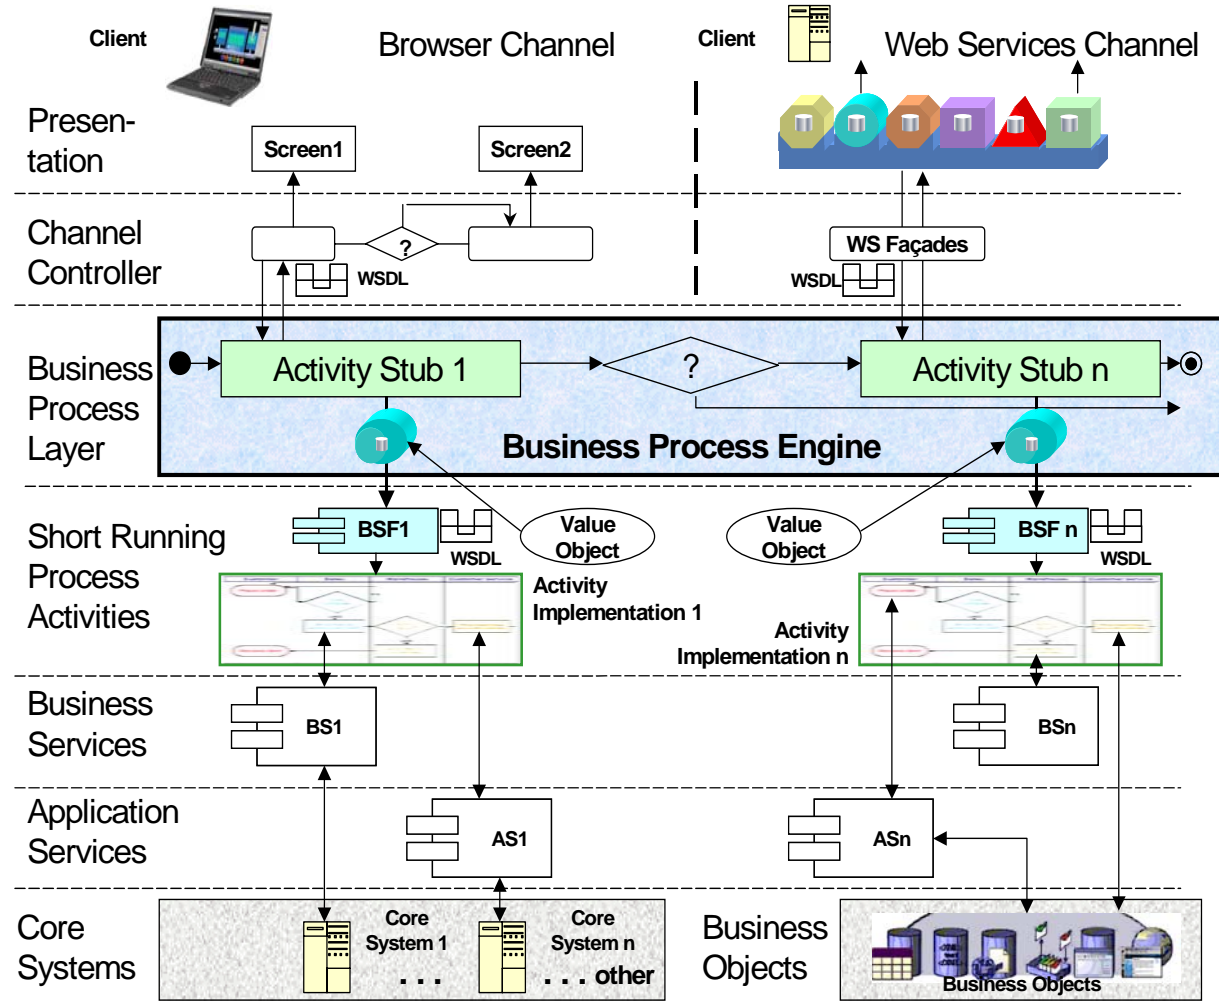 Client
Browser Channel
Client
Web Services Channel
Presen-
tation
Screen1
Screen2
Channel
Controller
?
WS Façades
WSDL
WSDL
Business
Process
Layer
Activity Stub 1
?
Activity Stub n
Business Process Engine
Short Running
Process
Activities
BSF1
WSDL
Value
Object
Value
Object
BSF n
WSDL
Activity
Implementation 1
Activity
Implementation n
Business
Services
BS1
BSn
Application
Services
AS1
ASn
Core
Systems
Core
System 1
. . .
Core
System n
. . . other
Business
Objects
Business Objects